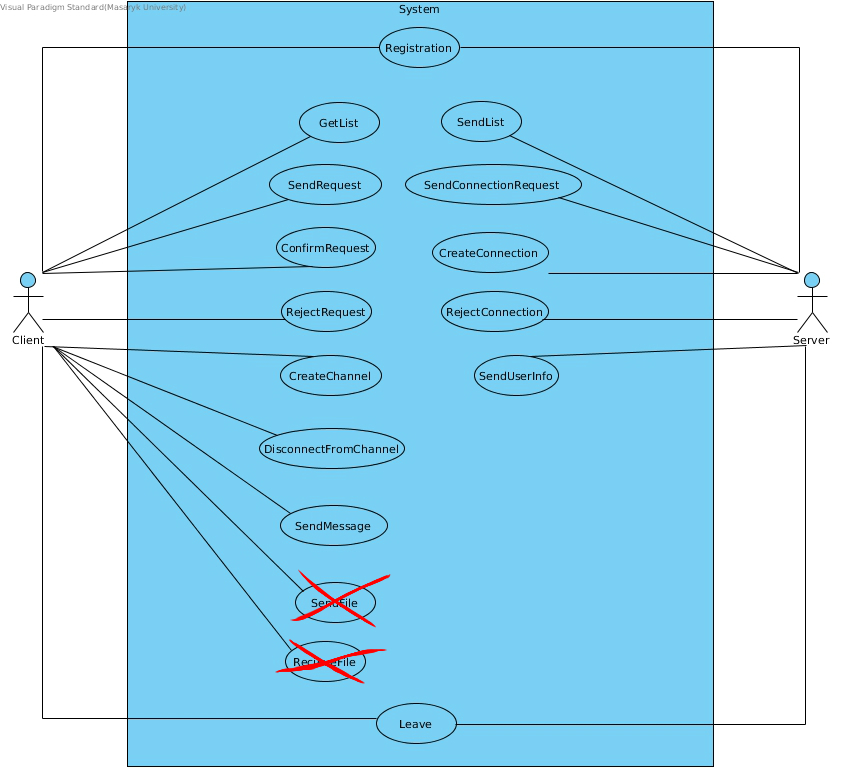 Visual Paradigm Standard(Masaryk University)
System
Registration
GetList
SendList
SendRequest
SendConnectionRequest
ConfirmRequest
CreateConnection
RejectRequest
RejectConnection
Client
Server
CreateChannel
SendUserInfo
DisconnectFromChannel
SendMessage
SendFile
Leave